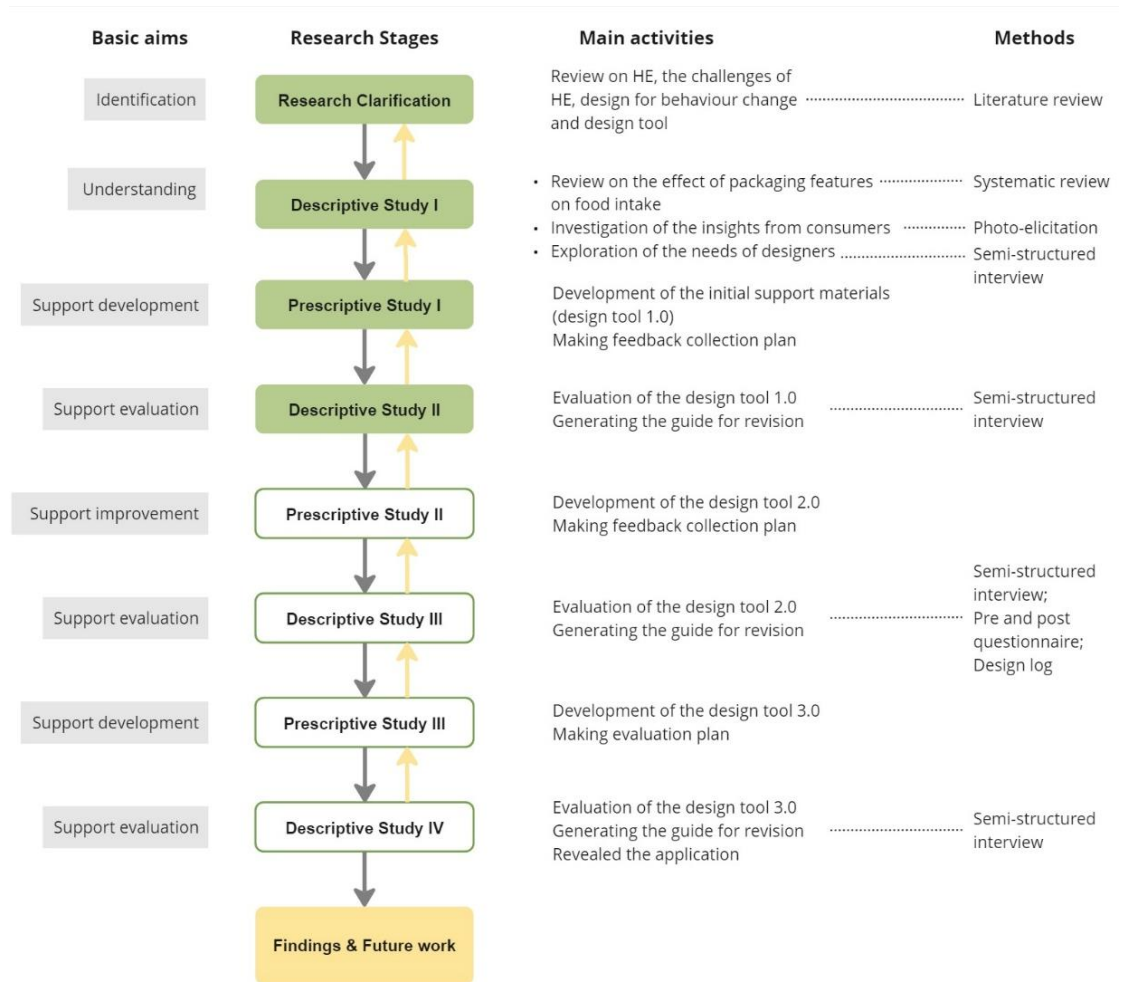 Basic aims
Research Stages
Main activities
Methods
Identification
Research Clarification
Review on HE, the challenges of
HE, design for behaviour change
and design tool
Literature review
Understanding
Descriptive Study I
• Review on the effect of packaging features
on food intake
Systematic review
• Investigation of the insights from consumers
Photo-elicitation
• Exploration of the needs of designers
Semi-structured
interview
Support development
Prescriptive Study I
Development of the initial support materials
(design tool 1.0)
Making feedback collection plan
Support evaluation
Descriptive Study II
Evaluation of the design tool 1.0
Generating the guide for revision
Semi-structured
interview
Support improvement
Prescriptive Study II
Development of the design tool 2.0
Making feedback collection plan
Support evaluation
Descriptive Study III
Evaluation of the design tool 2.0
Generating the guide for revision
Semi-structured
interview;
Pre and post
questionnaire;
Design log
Support development
Prescriptive Study III
Development of the design tool 3.0
Making evaluation plan
Support evaluation
Descriptive Study IV
Evaluation of the design tool 3.0
Generating the guide for revision
Revealed the application
Semi-structured
interview
Findings & Future work